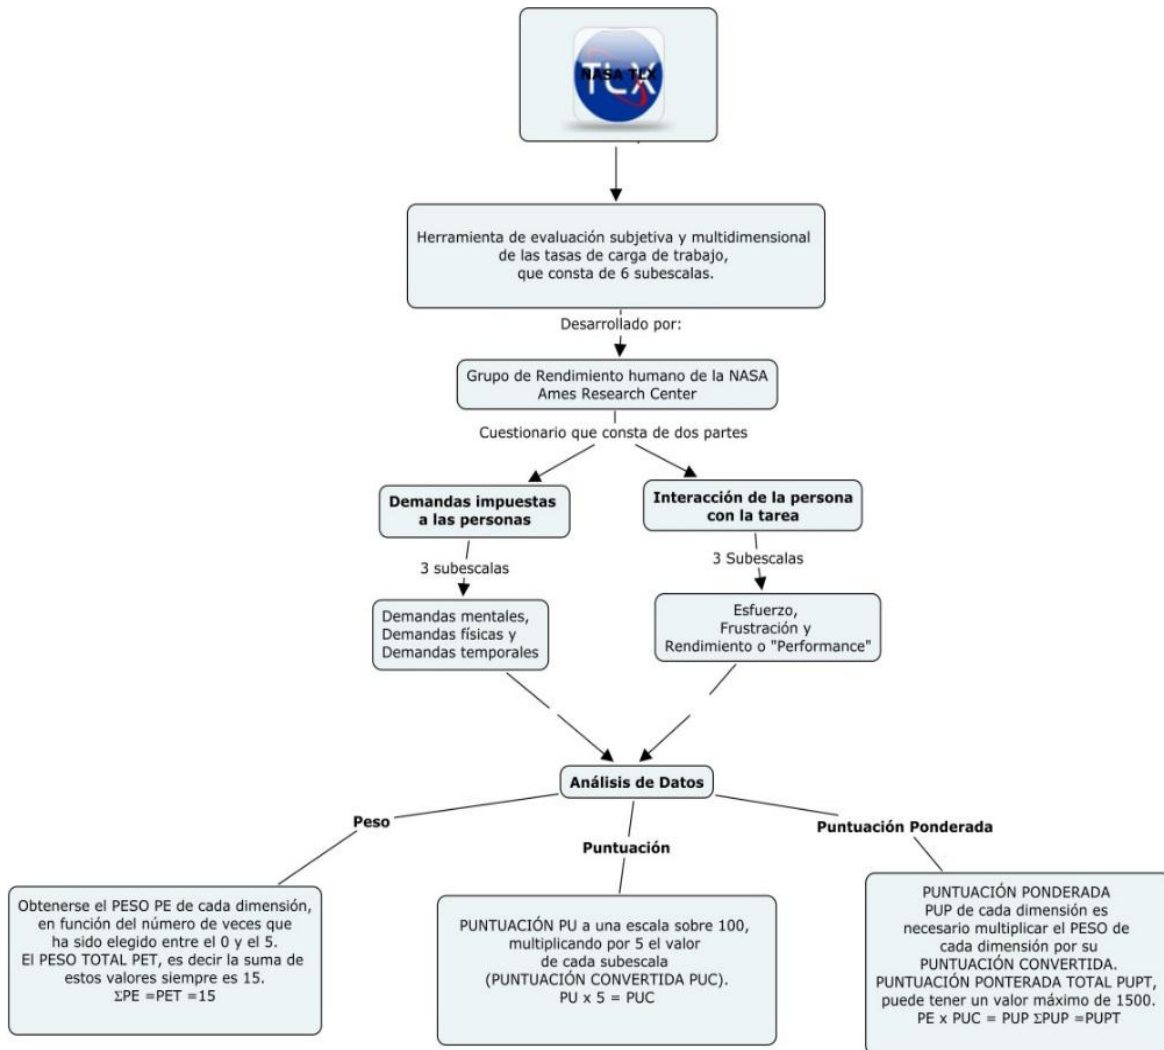 NASA TLX
TLX
Herramienta de evaluación subjetiva y multidimensional
de las tasas de carga de trabajo,
que consta de 6 subescalas.
Desarrollado por:
Grupo de Rendimiento humano de la NASA
Ames Research Center
Cuestionario que consta de dos partes
Demandas impuestas
a las personas
Interacción de la persona
con la tarea
3 subescalas
3 Subescalas
Demandas mentales,
Demandas físicas y
Demandas temporales
Esfuerzo,
Frustración y
Rendimiento o "Performance"
Análisis de Datos
Peso
Puntuación
Puntuación Ponderada
Obtenerse el PESO PE de cada dimensión,
en función del número de veces que
ha sido elegido entre el 0 y el 5.
El PESO TOTAL PET, es decir la suma de
estos valores siempre es 15.
ΣPE =PET =15
PUNTUACIÓN PU a una escala sobre 100,
multiplicando por 5 el valor
de cada subescala
(PUNTUACIÓN CONVERTIDA PUC).
PU x 5 = PUC
PUNTUACIÓN PONDERADA
PUP de cada dimensión es
necesario multiplicar el PESO de
cada dimensión por su
PUNTUACIÓN CONVERTIDA.
PUNTUACIÓN PONTERADA TOTAL PUPT,
puede tener un valor máximo de 1500.
PE x PUC = PUP ΣPUP =PUPT